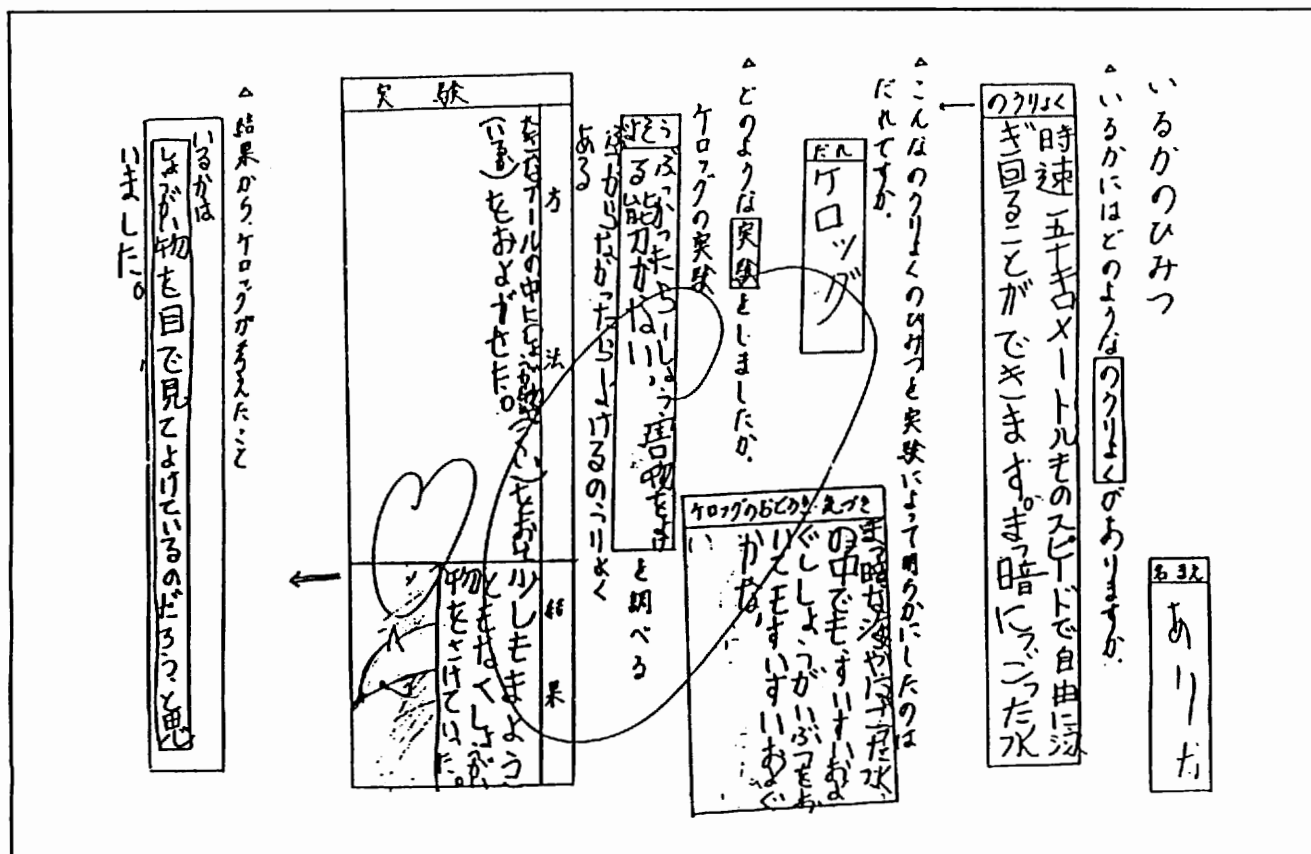 いるかのひみつ
名まえ
ありた
▵いるかにはどのようなのうりょくがありますか。
のうりょく
時速五十キロメートルものスピードで自由に泳
ぎ回ることができます。まっ暗にごった水
▵こんなのうりょくのひみつを実験によって明らかにしたのは
だれですか。
だれ
ケロッグ
ケロッグのおどろき・気づき
まっ暗な海やにごった水
の中でもすいすいおよ
ぐししょうがいぶつをお
いてもすいすいおよぐ
かな
い
▵どのような実験をしましたか。
ケロッグの実験
よそう
ぶつかったらしょう害物をよけ
る能力がない。
ぶつからなかったらよけるのうりょく
ある
を調べる
実験
方法
大きなプールの中にしょうがい物
(いるか)をおよがせた。
結果
少しもまよう
ともなくしょうがい
物をさけていた。
▵結果から、ケロッグが考えたこと
いるかは
しょうがい物を目で見てよけているのだろうと思
いました。